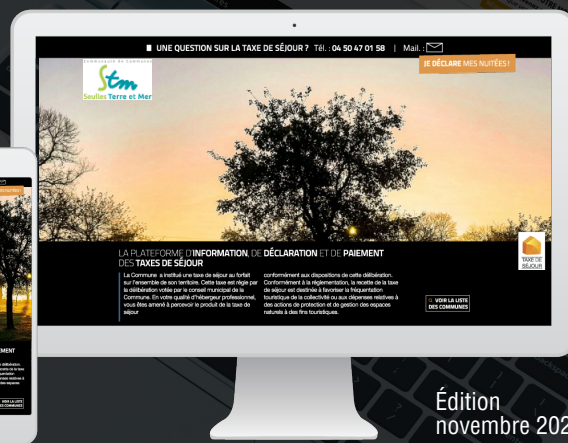 UNE QUESTION SUR LA TAXE DE SÉJOUR ? Tél. : 04 50 47 01 58 | Mail. :
JE DÉCLARE MES NUITÉES !
Communauté de Communes
Stm
Seulles Terre et Mer
LA PLATEFORME D'INFORMATION, DE DÉCLARATION ET DE PAIEMENT
DES TAXES DE SÉJOUR
La Commune a institué une taxe de séjour au forfait
sur l'ensemble de son territoire. Cette taxe est régie par
la délibération votée par le conseil municipal de la
Commune. En votre qualité d'hébergeur professionnel,
vous êtes amené à percevoir le produit de la taxe de
séjour
conformément aux dispositions de cette délibération.
Conformément à la réglementation, la recette de la taxe
de séjour est destinée à favoriser la fréquentation
touristique de la collectivité ou aux dépenses relatives à
des actions de protection et de gestion des espaces
naturels à des fins touristiques.
TAXE DE
SÉJOUR
VOIR LA LISTE
DES COMMUNES
VOIR LA LISTE
DES COMMUNES
Édition
novembre 202